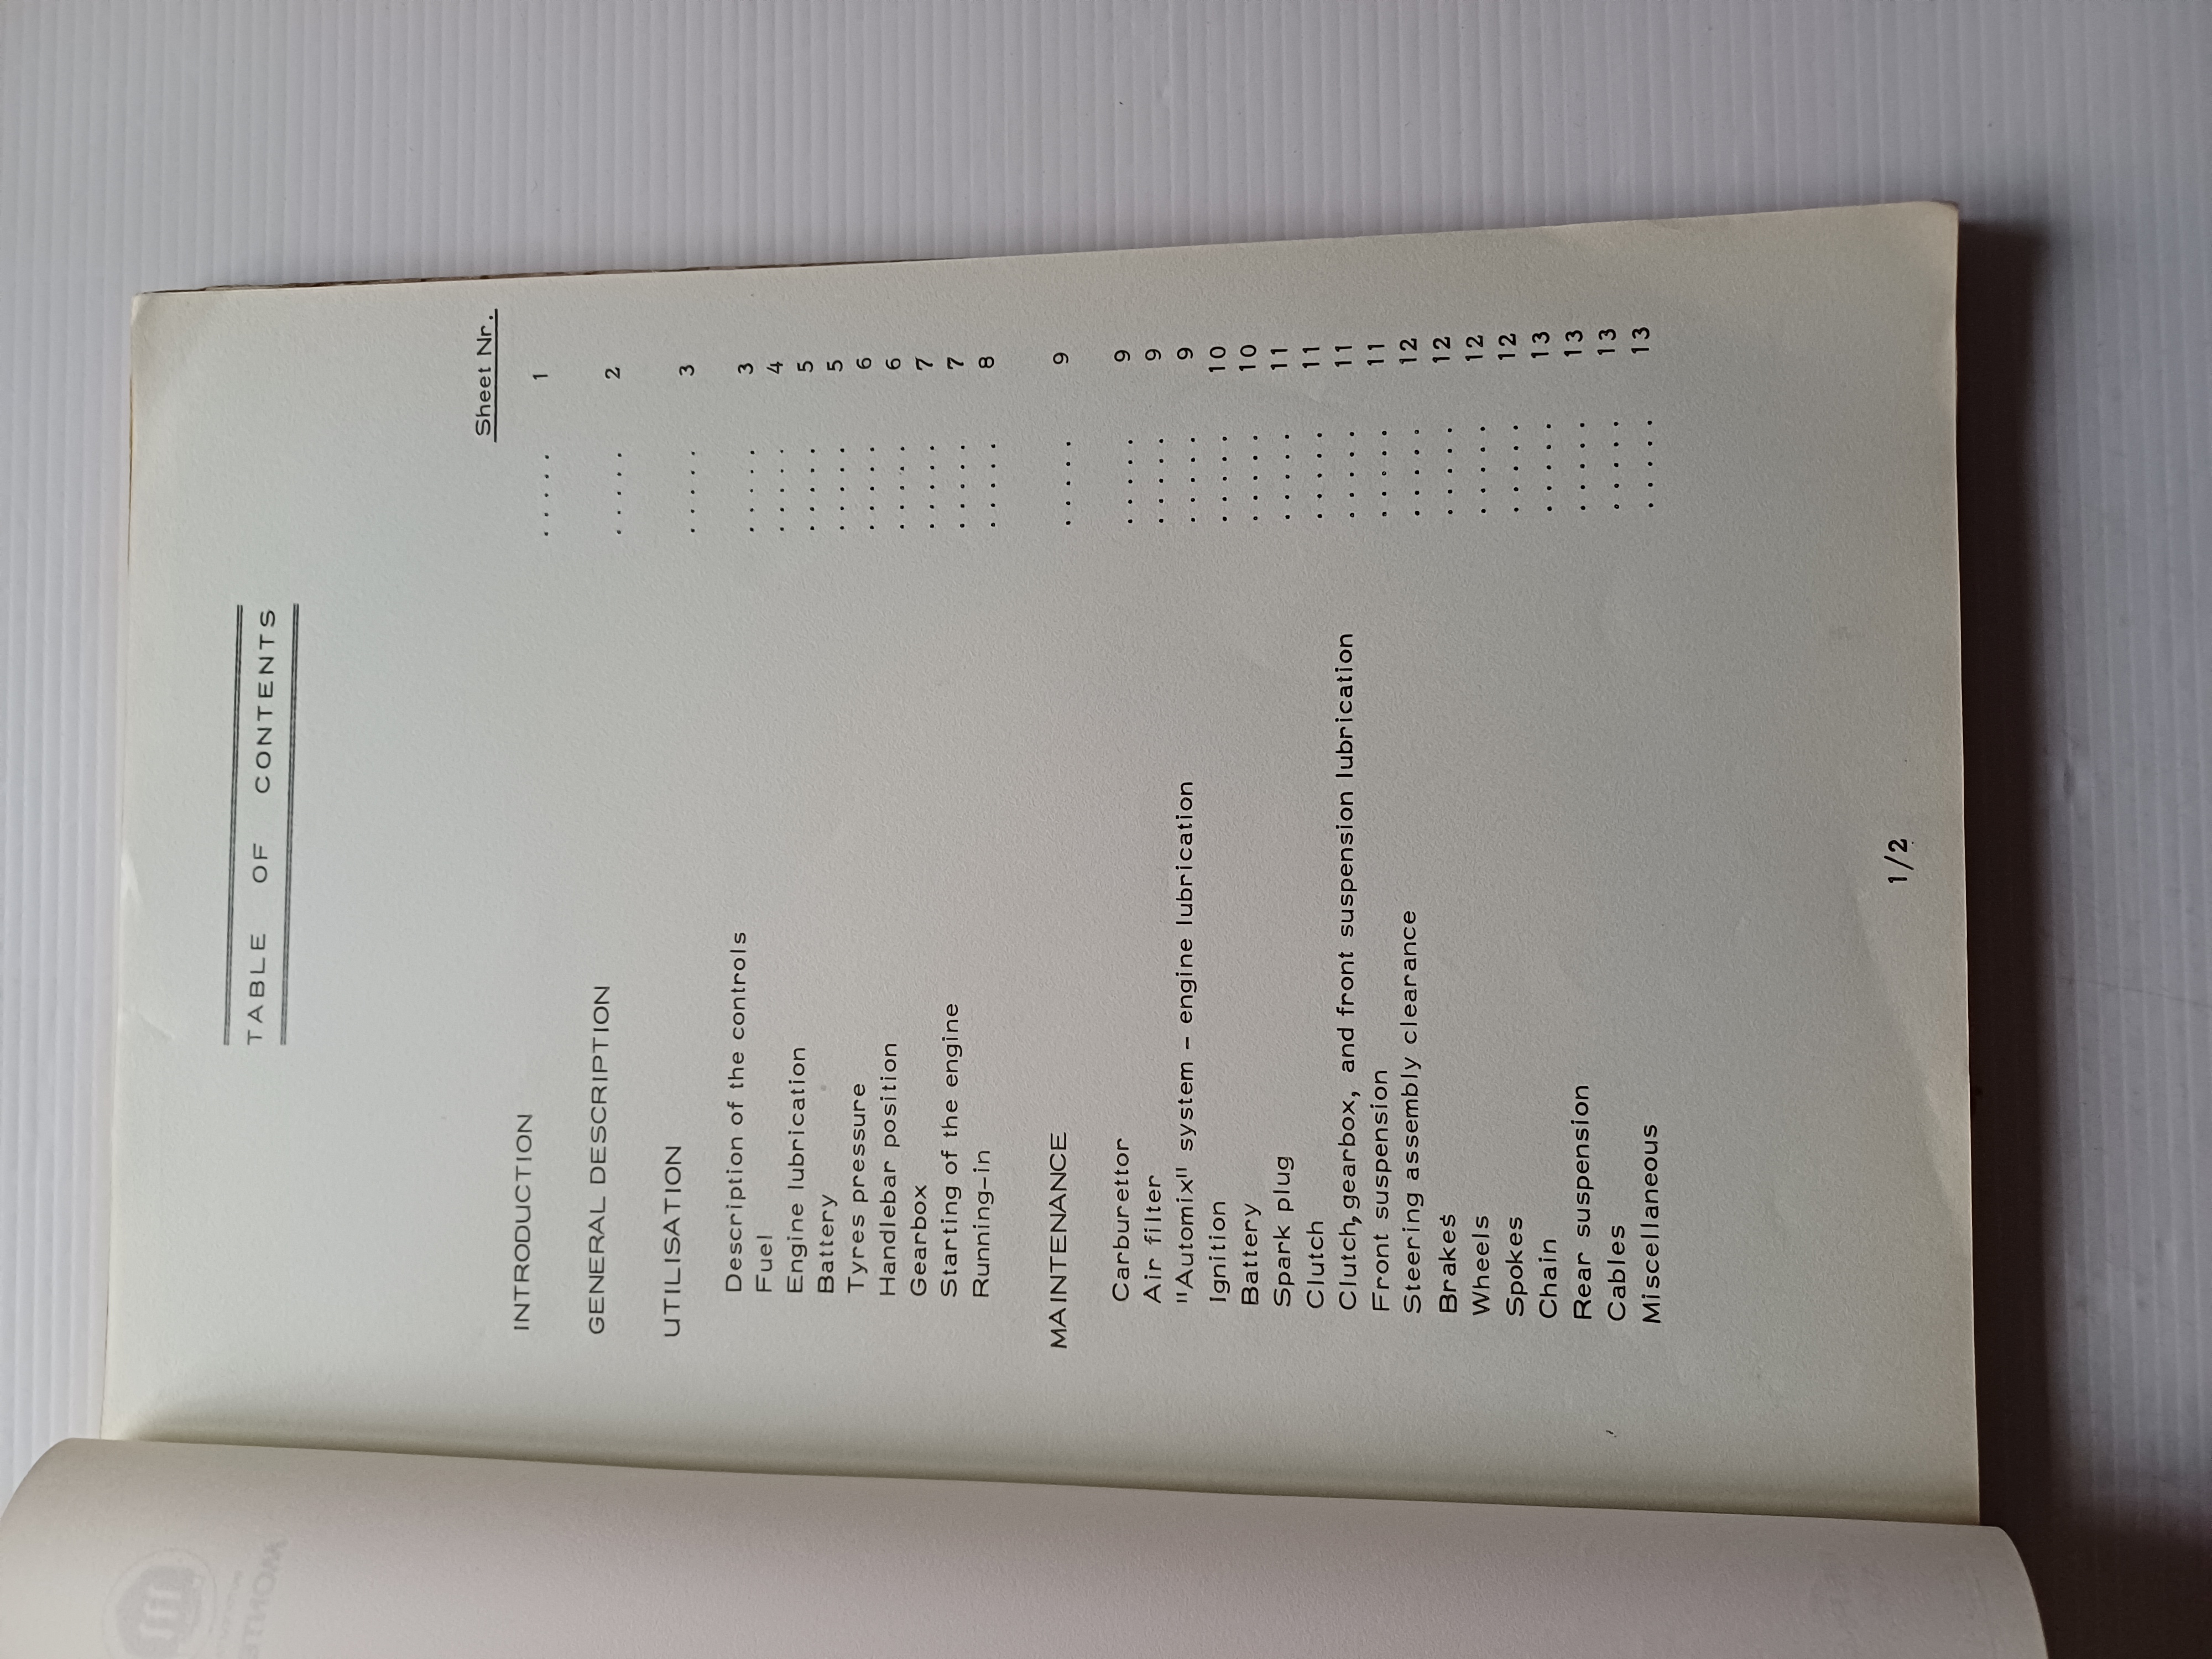 TABLE OF CONTENTS
Sheet Nr.
INTRODUCTION ..... 1
GENERAL DESCRIPTION ..... 2
UTILISATION ..... 3
Description of the controls ..... 3
Fuel ..... 4
Engine lubrication ..... 5
Battery ..... 5
Tyres pressure ..... 6
Handlebar position ..... 6
Gearbox ..... 7
Starting of the engine ..... 7
Running-in ..... 8
MAINTENANCE ..... 9
Carburettor ..... 9
Air filter ..... 9
"Automix" system - engine lubrication ..... 9
Ignition ..... 10
Battery ..... 10
Spark plug ..... 11
Clutch ..... 11
Clutch, gearbox, and front suspension lubrication ..... 11
Front suspension ..... 11
Steering assembly clearance ..... 12
Brakes ..... 12
Wheels ..... 12
Spokes ..... 12
Chain ..... 13
Rear suspension ..... 13
Cables ..... 13
Miscellaneous ..... 13
1/2